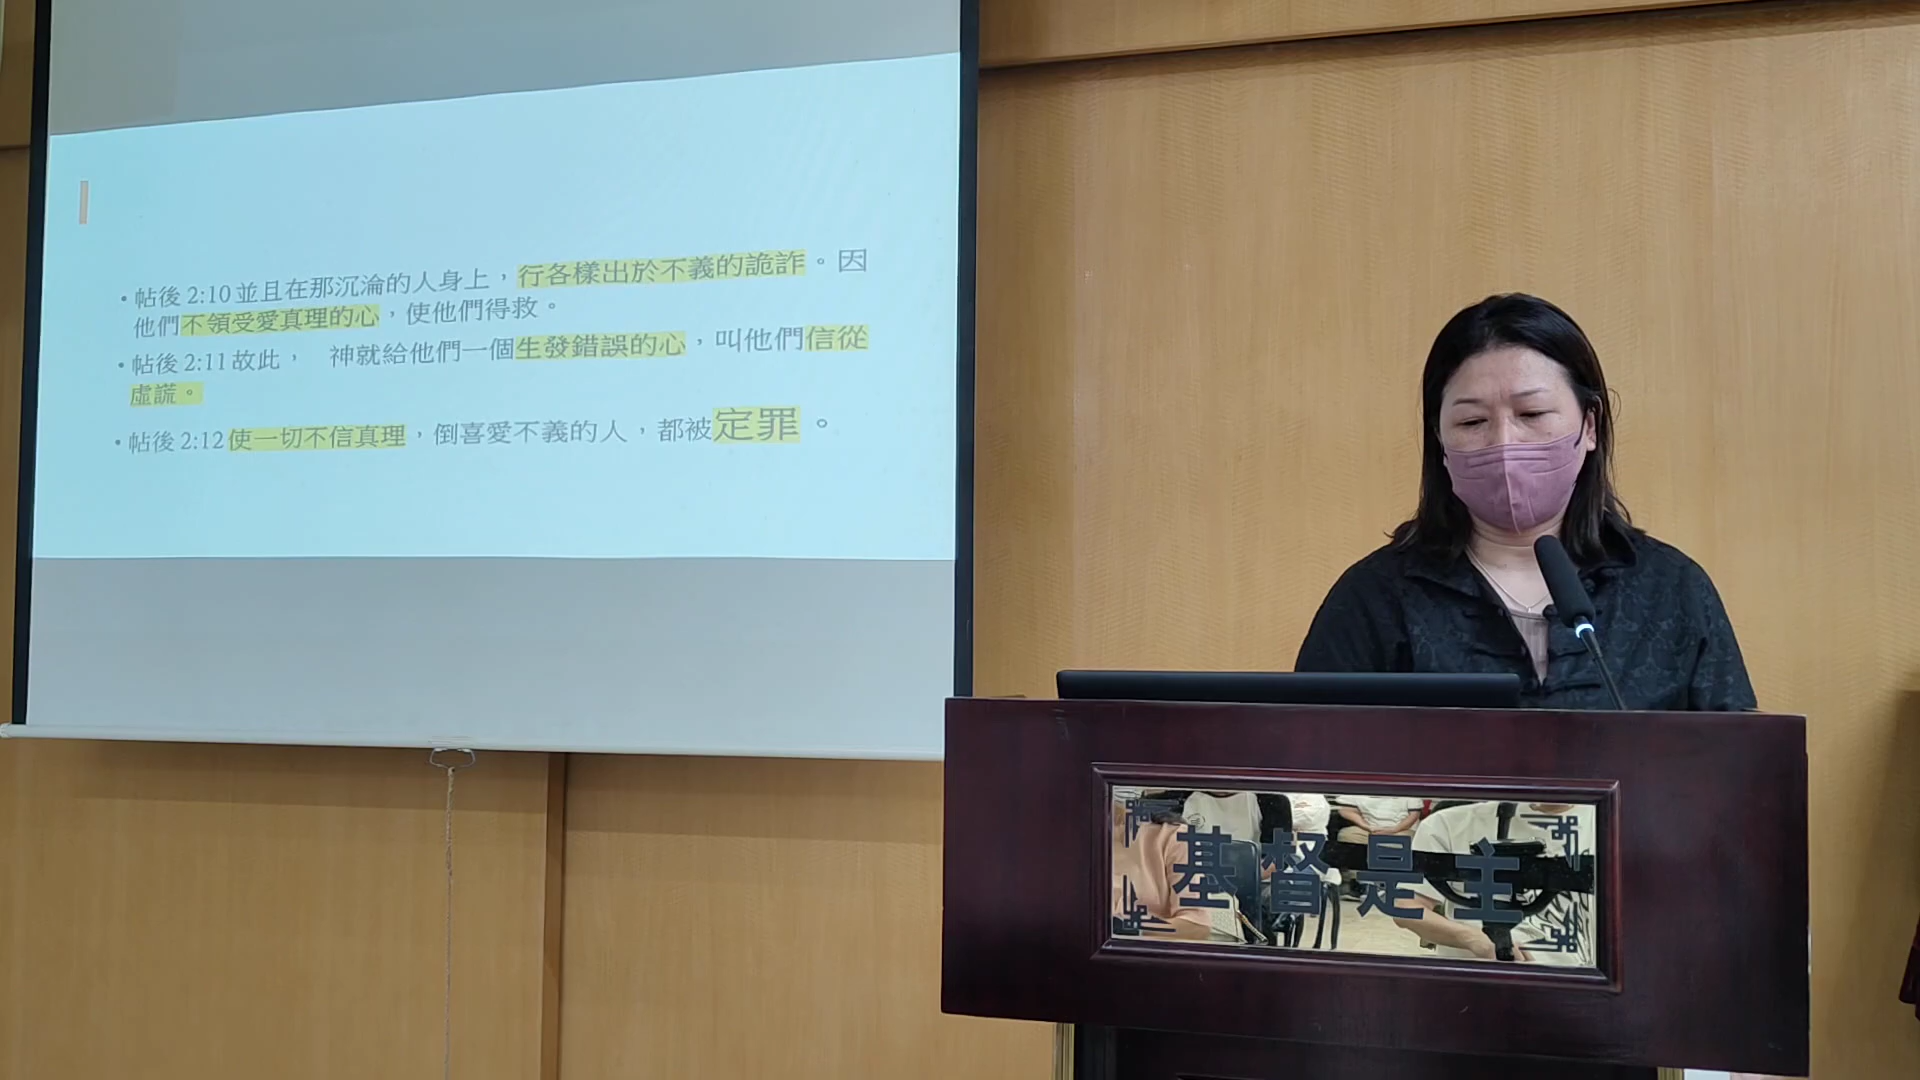 •帖後 2:10 並且在那沉淪的人身上，行各樣出於不義的詭詐。因
他們不領受愛真理的心，使他們得救。
•帖後 2:11 故此，　神就給他們一個生發錯誤的心，叫他們信從
虛謊。
•帖後 2:12 使一切不信真理，倒喜愛不義的人，都被定罪。
基督是主